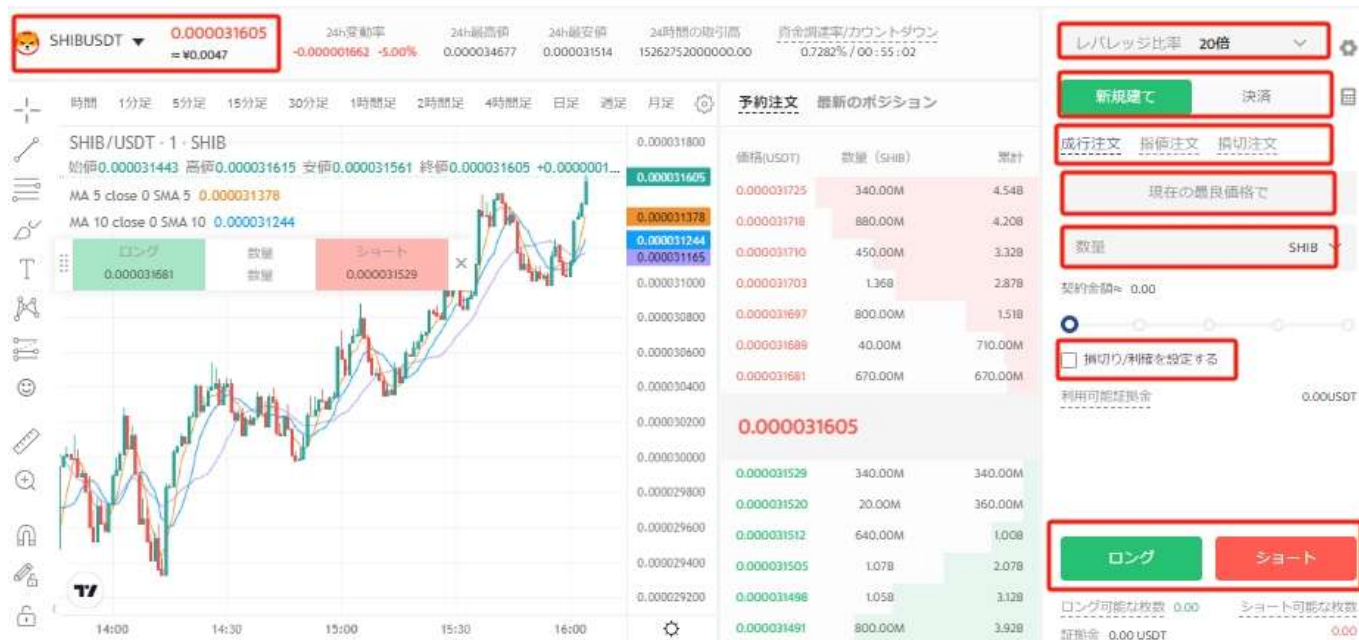 SHIBUSDT 0.000031605
≈ ¥0.0047
24h変動率
-0.000001662 -5.00%
24h最高値
0.000034677
24h最安値
0.000031514
24時間の取引高
15262752000000.00
資金調達率/カウントダウン
0.7282% / 00 : 55 : 02
時間 1分足 5分足 15分足 30分足 1時間足 2時間足 4時間足 日足 週足 月足
SHIB/USDT · 1 · SHIB
始値0.000031443 高値0.000031615 安値0.000031561 終値0.000031605 +0.0000001...
MA 5 close 0 SMA 5 0.000031378
MA 10 close 0 SMA 10 0.000031244
ロング 数量 ショート
0.000031681 数量 0.000031529
0.000031800
0.000031605
0.000031378
0.000031244
0.000031165
0.000031000
0.000030800
0.000030600
0.000030400
0.000030200
0.000030000
0.000029800
0.000029600
0.000029400
0.000029200
14:00 14:30 15:00 15:30 16:00
予約注文 最新のポジション
価格(USDT) 数量 (SHIB) 累計
0.000031725 340.00M 4.54B
0.000031718 880.00M 4.20B
0.000031710 450.00M 3.32B
0.000031703 1.36B 2.87B
0.000031697 800.00M 1.51B
0.000031689 40.00M 710.00M
0.000031681 670.00M 670.00M
0.000031605
0.000031529 340.00M 340.00M
0.000031520 20.00M 360.00M
0.000031512 640.00M 1.00B
0.000031505 1.07B 2.07B
0.000031498 1.05B 3.12B
0.000031491 800.00M 3.92B
レバレッジ比率 20倍
新規建て 決済
成行注文 指値注文 損切注文
現在の最良価格で
数量 SHIB
契約金額≈ 0.00
損切り/利確を設定する
利用可能証拠金 0.00USDT
ロング ショート
ロング可能な枚数 0.00 ショート可能な枚数
証拠金 0.00 USDT 0.00